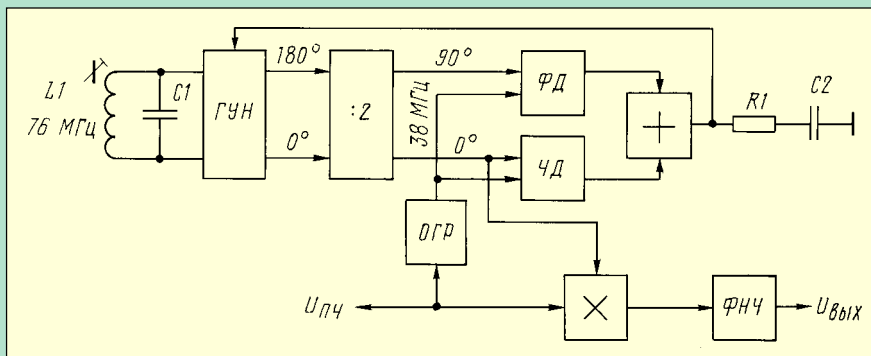 L1
76 МГц
C1
ГУН
180°
0°
:2
90°
38 МГц
0°
ФД
ЧД
+
R1
C2
ОГР
Uпч
×
ФНЧ
Uвых